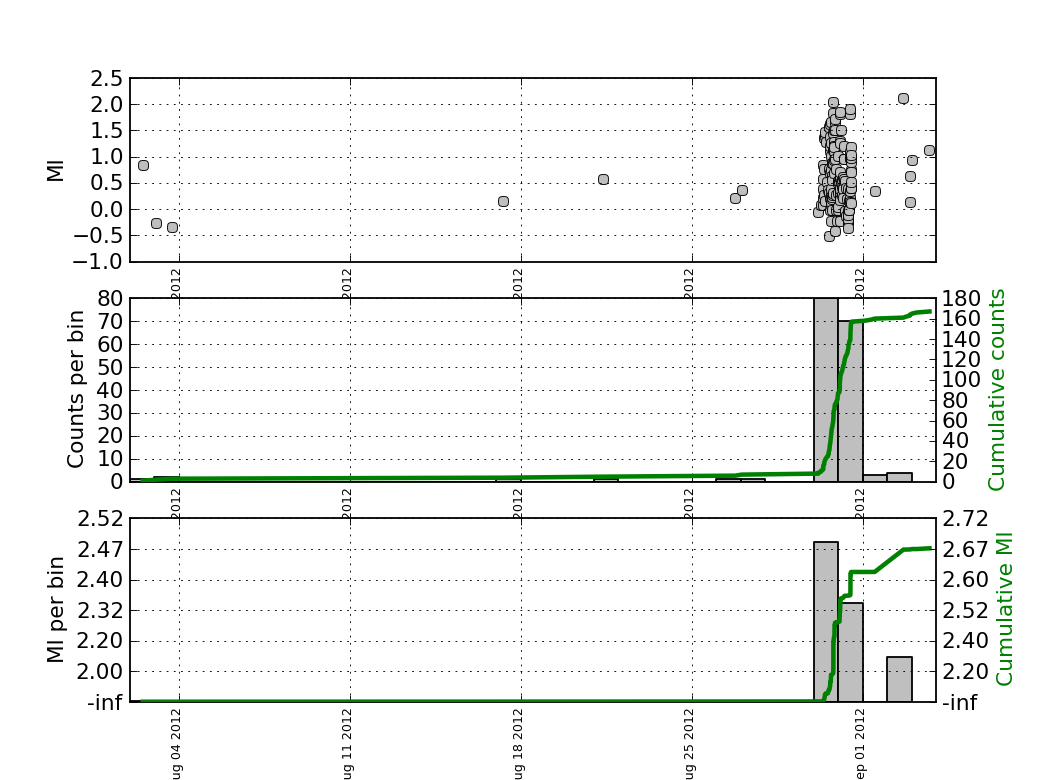 2.5
2.0
1.5
1.0
0.5
0.0
−0.5
−1.0
MI
2012 2012 2012 2012 2012
80
70
60
50
40
30
20
10
0
Counts per bin
180
160
140
120
100
80
60
40
20
0
Cumulative counts
2012 2012 2012 2012 2012
2.52
2.47
2.40
2.32
2.20
2.00
-inf
MI per bin
2.72
2.67
2.60
2.52
2.40
2.20
-inf
Cumulative MI
ug 04 2012
ug 11 2012
ug 18 2012
ug 25 2012
ep 01 2012